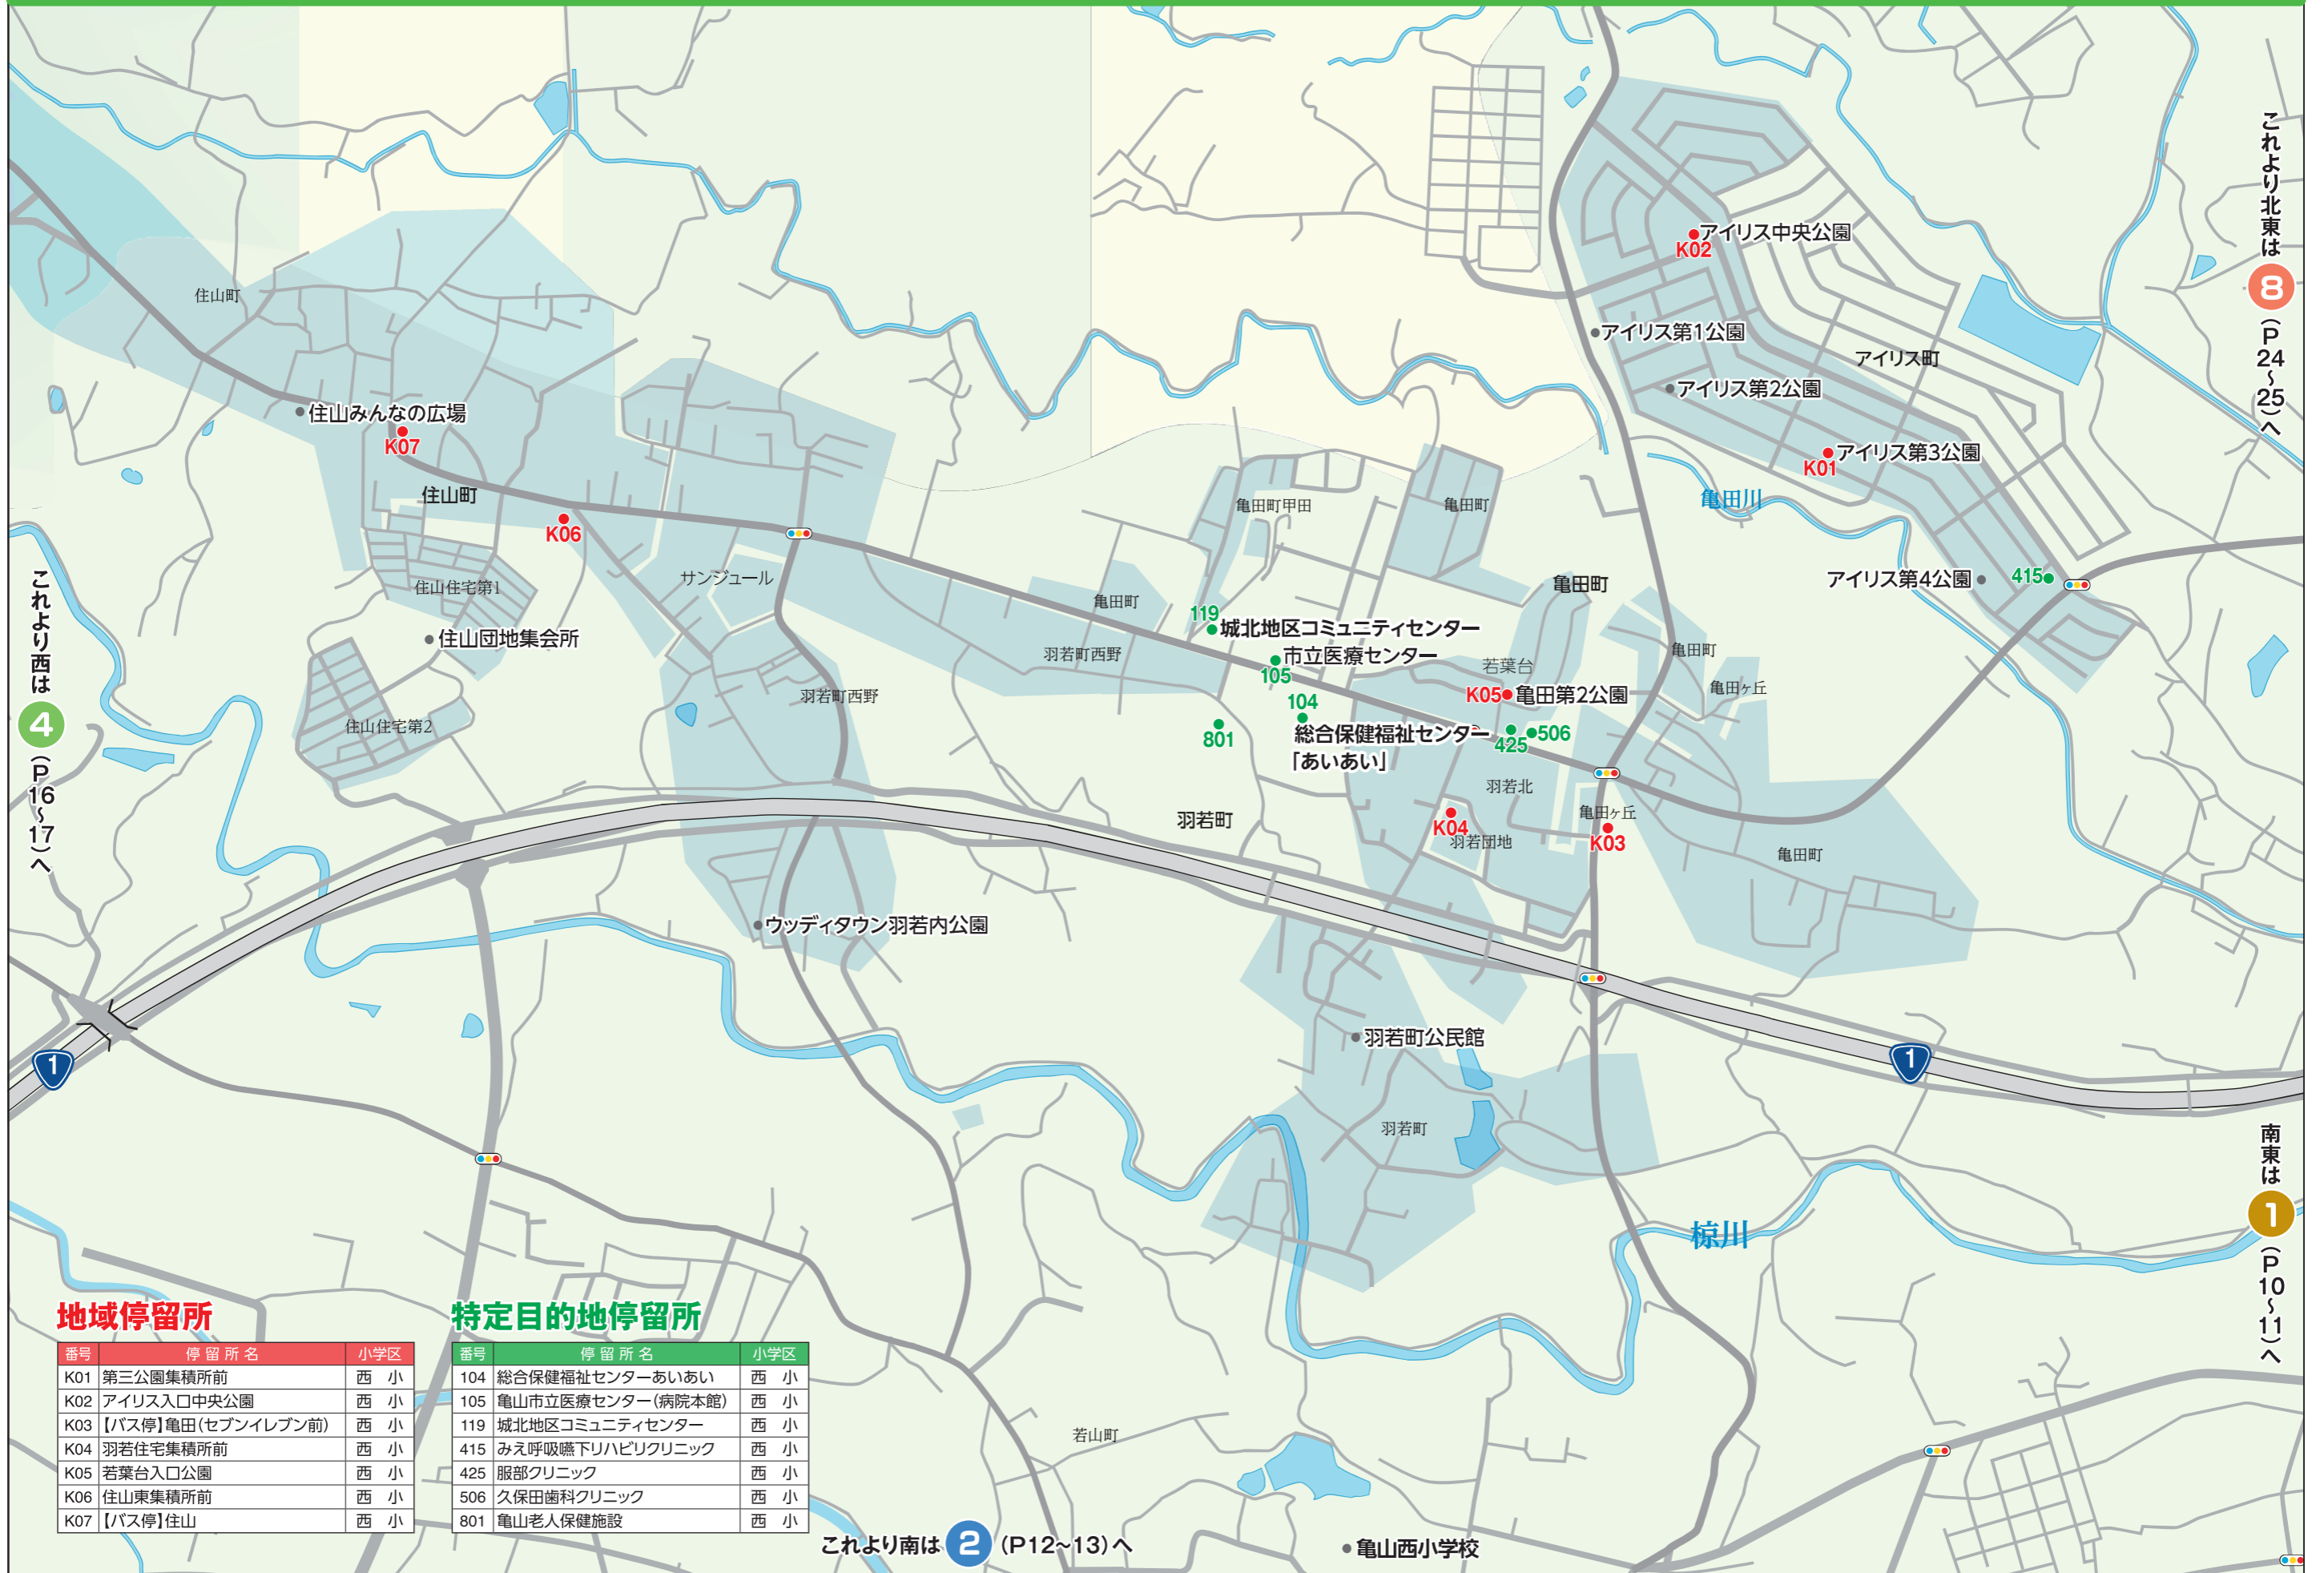 これより北東は
8
(P24~25)へ
アイリス中央公園
K02
住山町
アイリス第1公園
アイリス町
アイリス第2公園
住山みんなの広場
K07
アイリス第3公園
K01
住山町
亀田川
亀田町甲田
亀田町
K06
サンジュール
住山住宅第1
亀田町
アイリス第4公園
415
亀田町
119
城北地区コミュニティセンター
住山団地集会所
羽若町西野
市立医療センター
105
若葉台
亀田町
羽若町西野
K05
亀田第2公園
亀田ヶ丘
104
住山住宅第2
801
総合保健福祉センター
「あいあい」
425
506
これより西は
4
(P16~17)へ
羽若北
羽若町
K04
羽若団地
亀田ヶ丘
K03
亀田町
ウッディタウン羽若内公園
羽若町公民館
1
1
羽若町
椋川
南東は
1
(P10~11)へ
地域停留所
番号 停留所名 小学区
K01 第三公園集積所前 西 小
K02 アイリス入口中央公園 西 小
K03 【バス停】亀田(セブンイレブン前) 西 小
K04 羽若住宅集積所前 西 小
K05 若葉台入口公園 西 小
K06 住山東集積所前 西 小
K07 【バス停】住山 西 小
特定目的地停留所
番号 停留所名 小学区
104 総合保健福祉センターあいあい 西 小
105 亀山市立医療センター(病院本館) 西 小
119 城北地区コミュニティセンター 西 小
415 みえ呼吸嚥下リハビリクリニック 西 小
425 服部クリニック 西 小
506 久保田歯科クリニック 西 小
801 亀山老人保健施設 西 小
若山町
これより南は 2 (P12~13)へ
亀山西小学校